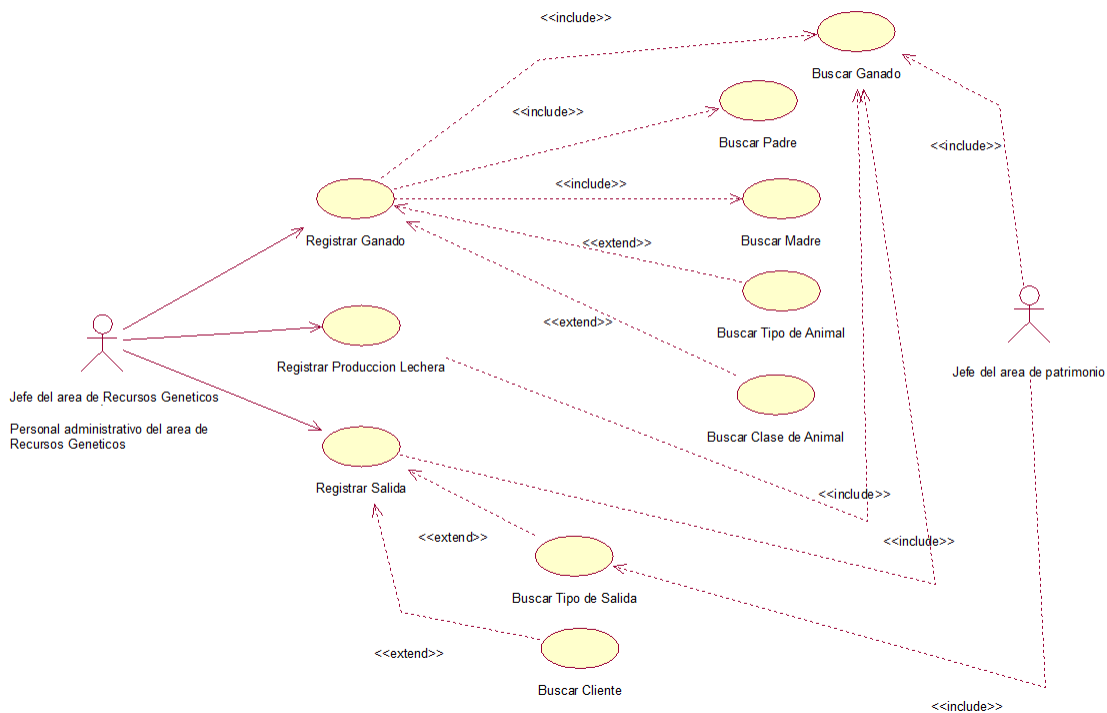 <<include>>
Buscar Ganado
<<include>>
Buscar Padre
<<include>>
<<include>>
Registrar Ganado
Buscar Madre
<<extend>>
Buscar Tipo de Animal
<<extend>>
Registrar Produccion Lechera
Jefe del area de patrimonio
Jefe del area de Recursos Geneticos
Personal administrativo del area de
Recursos Geneticos
Buscar Clase de Animal
Registrar Salida
<<include>>
<<extend>>
<<include>>
Buscar Tipo de Salida
<<extend>>
Buscar Cliente
<<include>>